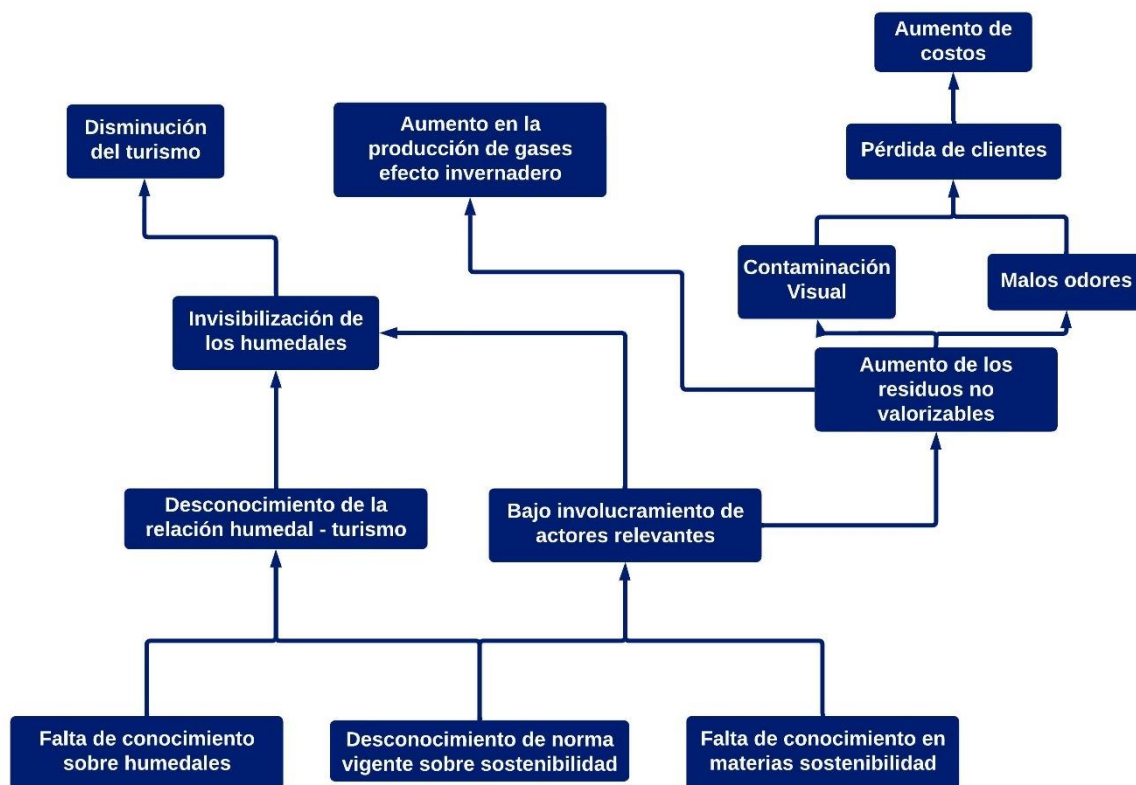 Aumento de
costos
Disminución
del turismo
Aumento en la
producción de gases
efecto invernadero
Pérdida de clientes
Contaminación
Visual
Malos odores
Invisibilización de
los humedales
Aumento de los
residuos no
valorizables
Desconocimiento de la
relación humedal - turismo
Bajo involucramiento de
actores relevantes
Falta de conocimiento
sobre humedales
Desconocimiento de norma
vigente sobre sostenibilidad
Falta de conocimiento en
materias sostenibilidad